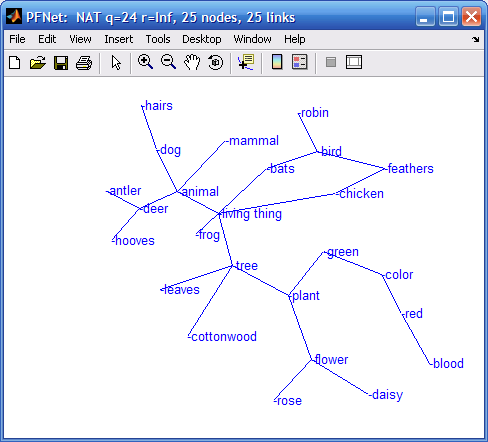 PFNet: NAT q=24 r=Inf, 25 nodes, 25 links
File Edit View Insert Tools Desktop Window Help
-hairs
-robin
-mammal
-dog
-bird
-bats
-feathers
-antler
-animal
-chicken
-deer
-living thing
-frog
-hooves
-green
-tree
-color
-leaves
-plant
-red
-cottonwood
-flower
-blood
-daisy
-rose